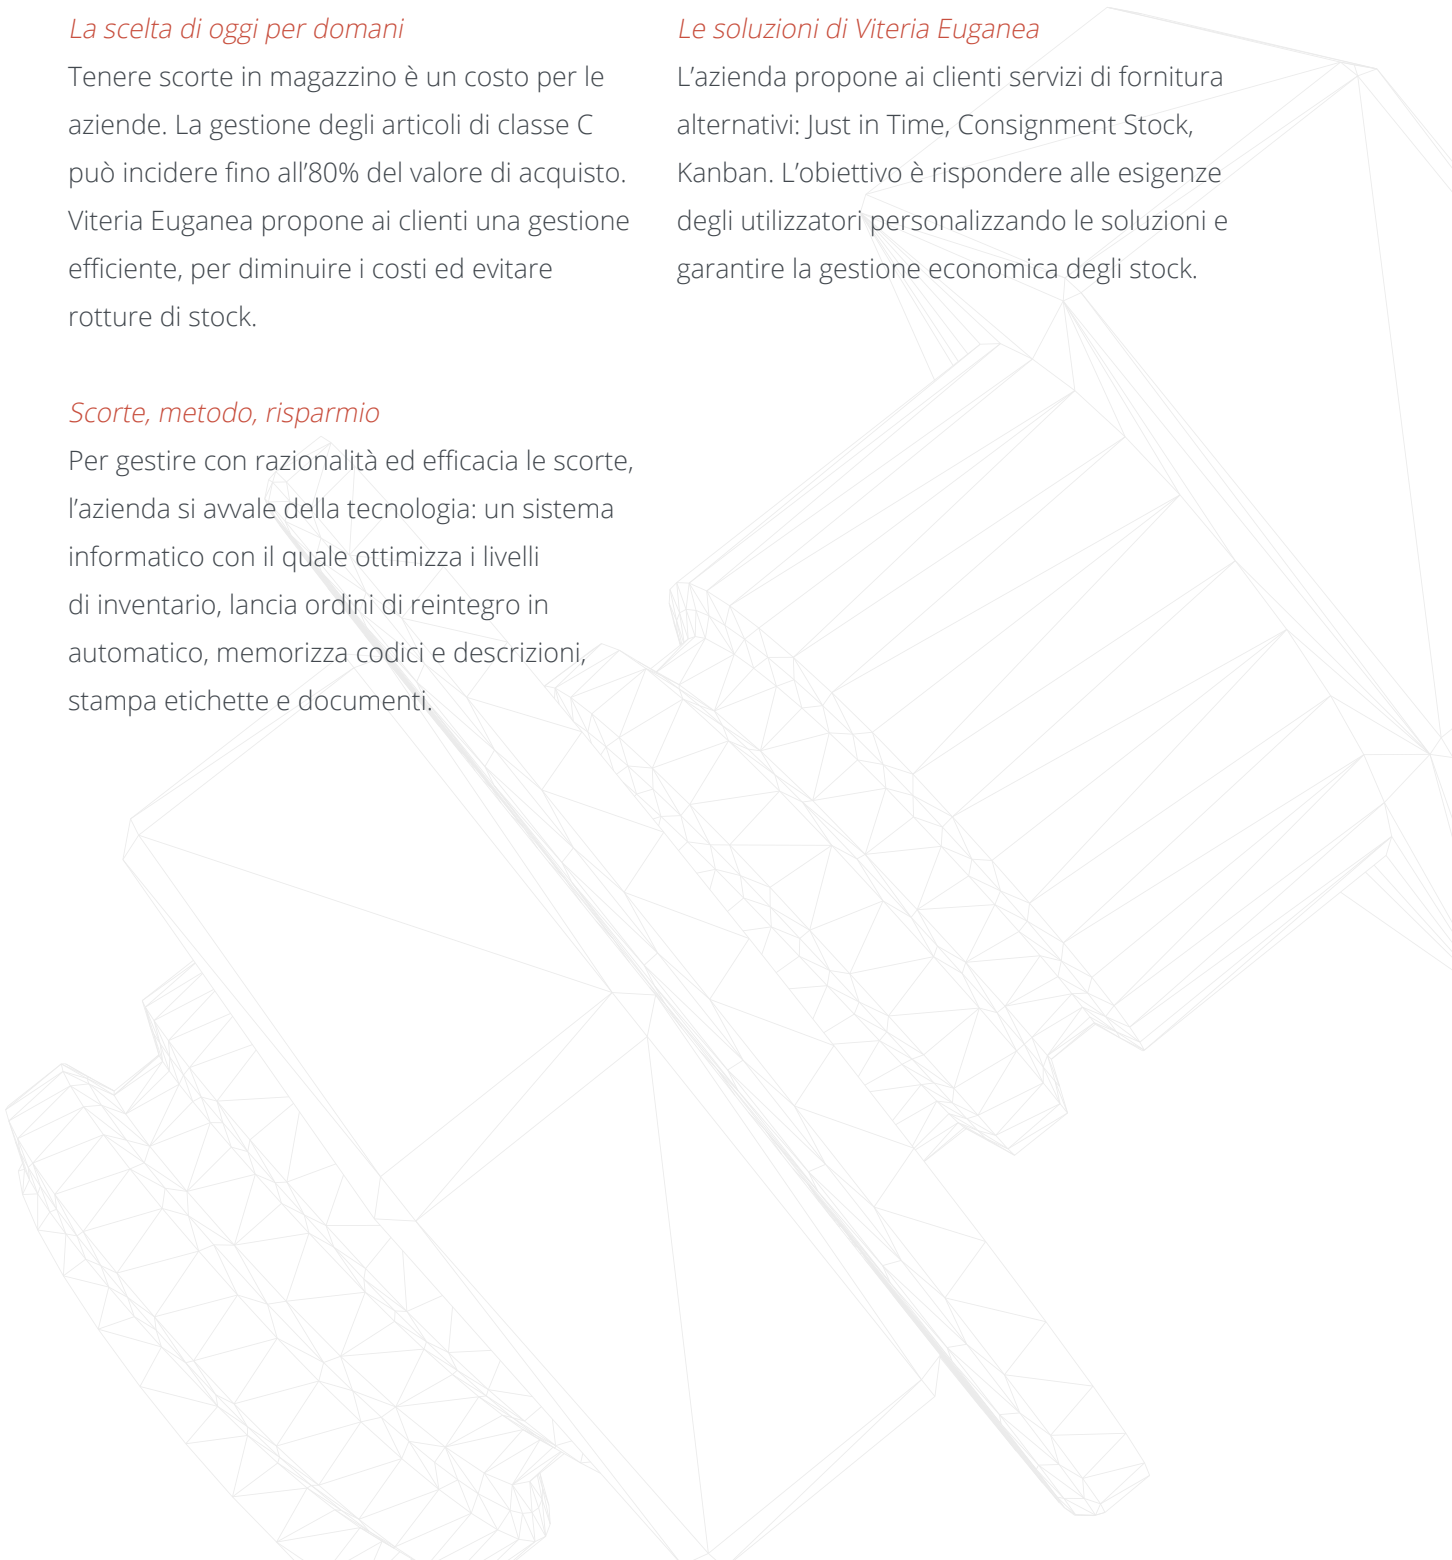 La scelta di oggi per domani
Tenere scorte in magazzino è un costo per le
aziende. La gestione degli articoli di classe C
può incidere fino all’80% del valore di acquisto.
Viteria Euganea propone ai clienti una gestione
efficiente, per diminuire i costi ed evitare
rotture di stock.
Scorte, metodo, risparmio
Per gestire con razionalità ed efficacia le scorte,
l’azienda si avvale della tecnologia: un sistema
informatico con il quale ottimizza i livelli
di inventario, lancia ordini di reintegro in
automatico, memorizza codici e descrizioni,
stampa etichette e documenti.
Le soluzioni di Viteria Euganea
L’azienda propone ai clienti servizi di fornitura
alternativi: Just in Time, Consignment Stock,
Kanban. L’obiettivo è rispondere alle esigenze
degli utilizzatori personalizzando le soluzioni e
garantire la gestione economica degli stock.